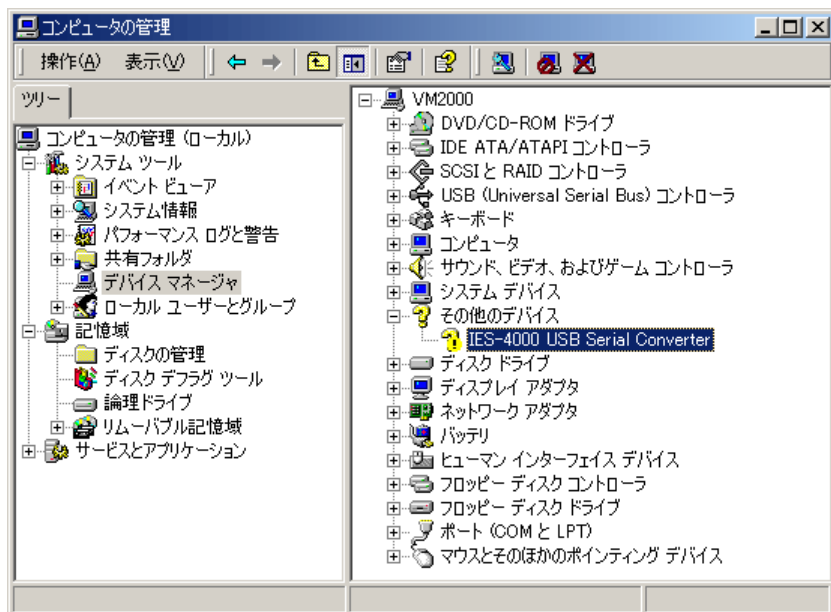 コンピュータの管理
操作(A) 表示(V)
ツリー
コンピュータの管理 (ローカル)
システム ツール
イベント ビューア
システム情報
パフォーマンス ログと警告
共有フォルダ
デバイス マネージャ
ローカル ユーザーとグループ
記憶域
ディスクの管理
ディスク デフラグ ツール
論理ドライブ
リムーバブル記憶域
サービスとアプリケーション
VM2000
DVD/CD-ROM ドライブ
IDE ATA/ATAPI コントローラ
SCSI と RAID コントローラ
USB (Universal Serial Bus) コントローラ
キーボード
コンピュータ
サウンド、ビデオ、およびゲーム コントローラ
システム デバイス
その他のデバイス
IES-4000 USB Serial Converter
ディスク ドライブ
ディスプレイ アダプタ
ネットワーク アダプタ
バッテリ
ヒューマン インターフェイス デバイス
フロッピー ディスク コントローラ
フロッピー ディスク ドライブ
ポート (COM と LPT)
マウスとそのほかのポインティング デバイス